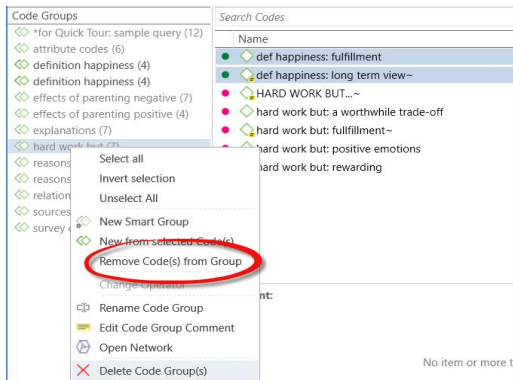 Code Groups
*for Quick Tour: sample query (12)
attribute codes (6)
definition happiness (4)
definition happiness (4)
effects of parenting negative (7)
effects of parenting positive (4)
explanations (7)
hard work but (7)
reasons
reasons
relation
sources
survey
Select all
Invert selection
Unselect All
New Smart Group
New from selected Code(s)
Remove Code(s) from Group
Change Operator
Rename Code Group
Edit Code Group Comment
Open Network
Delete Code Group(s)
Search Codes
Name
def happiness: fulfillment
def happiness: long term view~
HARD WORK BUT...~
hard work but: a worthwhile trade-off
hard work but: fullfillment~
hard work but: positive emotions
hard work but: rewarding
nt:
No item or more t